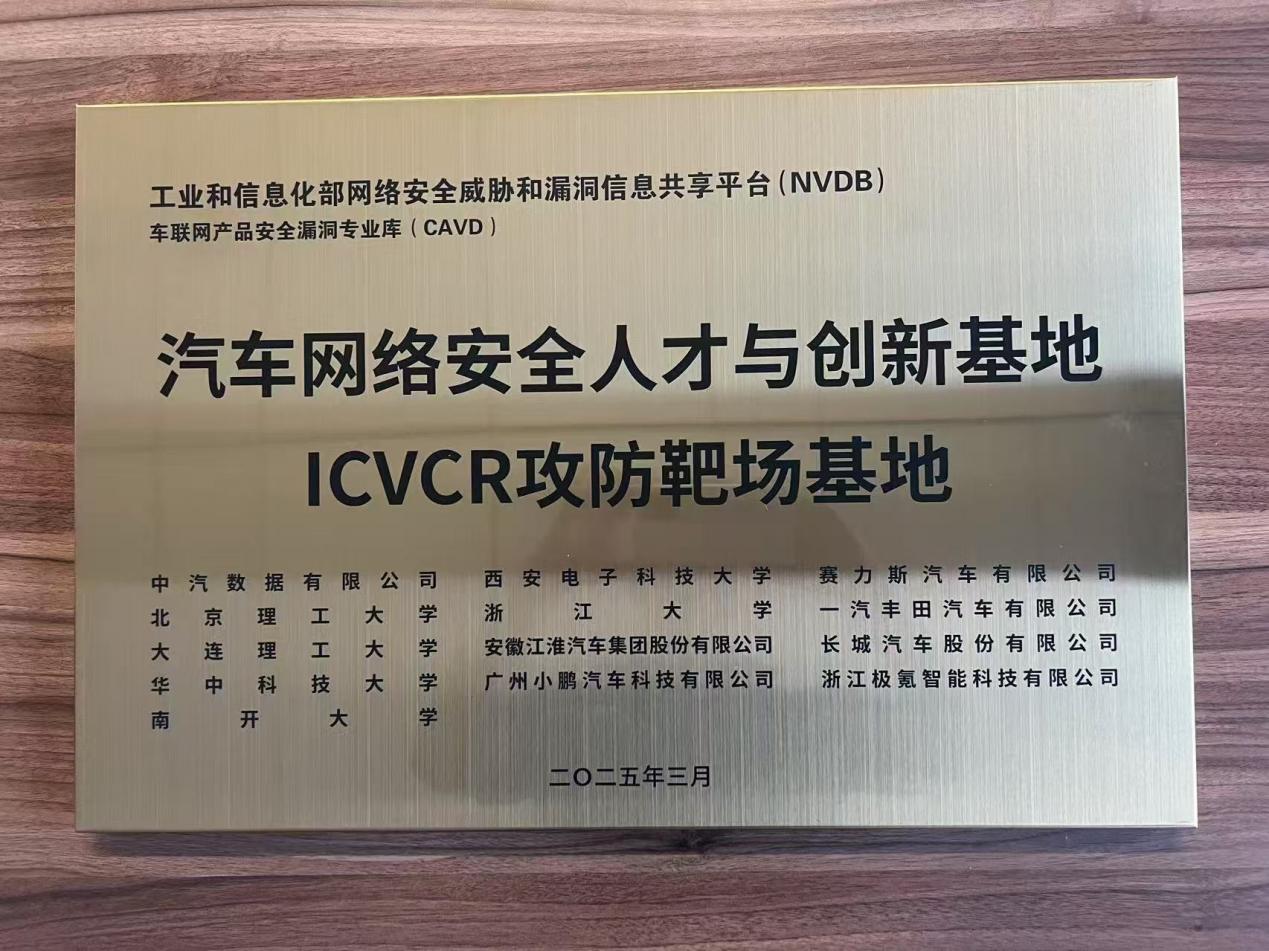 工业和信息化部网络安全威胁和漏洞信息共享平台(NVDB)
车联网产品安全漏洞专业库(CAVD)
汽车网络安全人才与创新基地
ICVCR攻防靶场基地
中汽数据有限公司 西安电子科技大学 赛力斯汽车有限公司
北京理工大学 浙江大学 一汽丰田汽车有限公司
大连理工大学 安徽江淮汽车集团股份有限公司 长城汽车股份有限公司
华中科技大学 广州小鹏汽车科技有限公司 浙江极氪智能科技有限公司
南开大学
二〇二五年三月